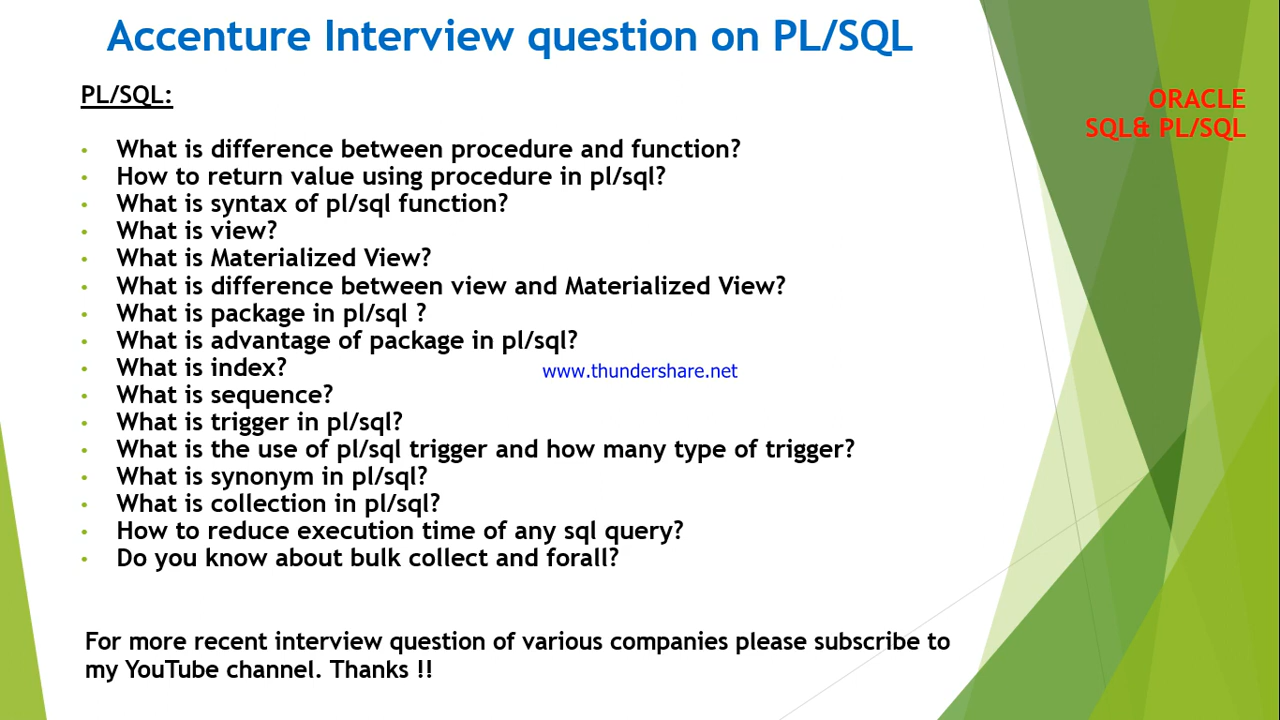 Accenture Interview question on PL/SQL
PL/SQL:
ORACLE
SQL& PL/SQL
• What is difference between procedure and function?
• How to return value using procedure in pl/sql?
• What is syntax of pl/sql function?
• What is view?
• What is Materialized View?
• What is difference between view and Materialized View?
• What is package in pl/sql ?
• What is advantage of package in pl/sql?
• What is index?
www.thundershare.net
• What is sequence?
• What is trigger in pl/sql?
• What is the use of pl/sql trigger and how many type of trigger?
• What is synonym in pl/sql?
• What is collection in pl/sql?
• How to reduce execution time of any sql query?
• Do you know about bulk collect and forall?
For more recent interview question of various companies please subscribe to
my YouTube channel. Thanks !!